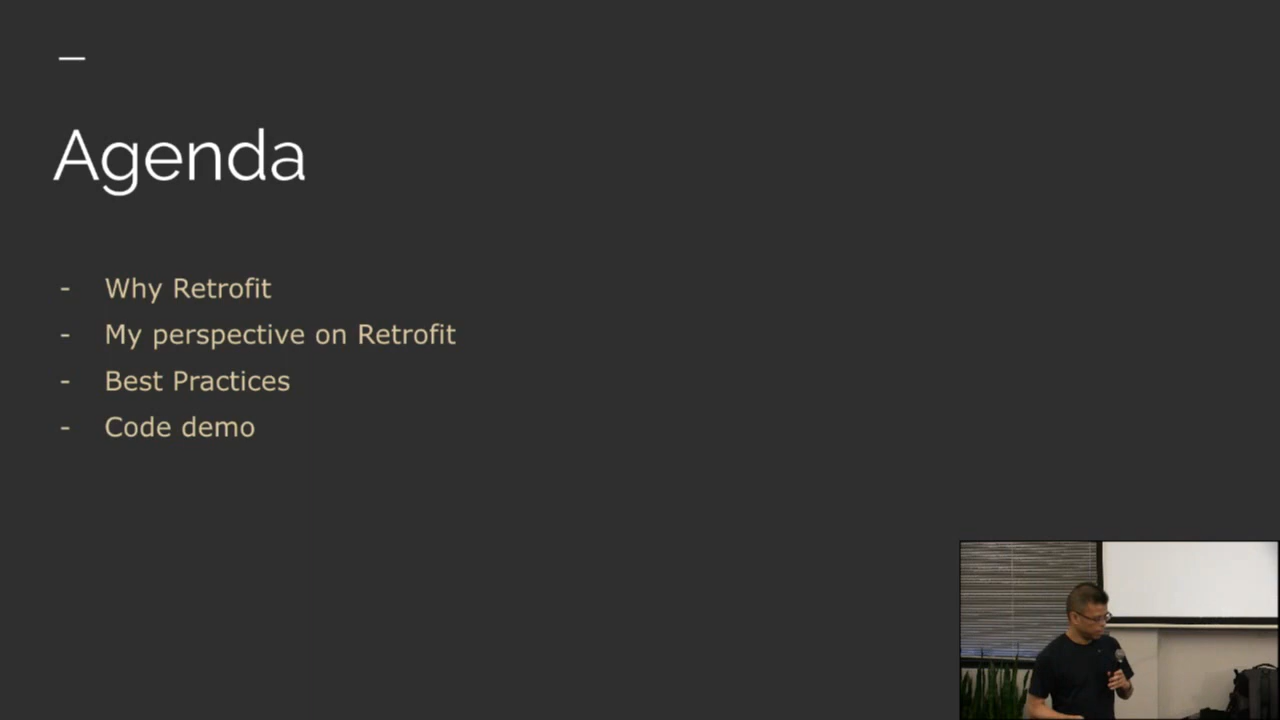 Agenda
- Why Retrofit
- My perspective on Retrofit
- Best Practices
- Code demo